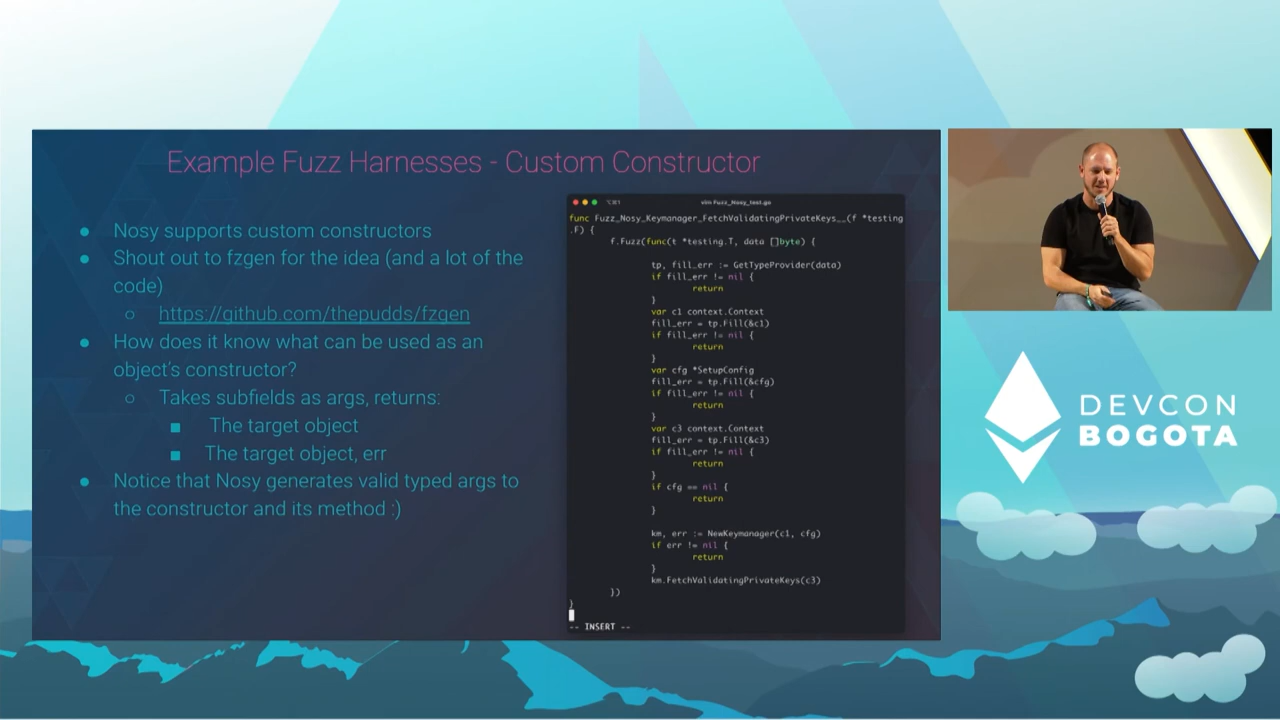 Example Fuzz Harnesses - Custom Constructor
● Nosy supports custom constructors
● Shout out to fzgen for the idea (and a lot of the
code)
○ https://github.com/thepudds/fzgen
● How does it know what can be used as an
object's constructor?
○ Takes subfields as args, returns:
■ The target object
■ The target object, err
● Notice that Nosy generates valid typed args to
the constructor and its method :)
vim Fuzz_Nosy_test.go
func Fuzz_Nosy_Keymanager_FetchValidatingPrivateKeys__(f *testing
.F) {
f.Fuzz(func(t *testing.T, data []byte) {
tp, fill_err := GetTypeProvider(data)
if fill_err != nil {
return
}
var c1 context.Context
fill_err = tp.Fill(&c1)
if fill_err != nil {
return
}
var cfg *SetupConfig
fill_err = tp.Fill(&cfg)
if fill_err != nil {
return
}
var c3 context.Context
fill_err = tp.Fill(&c3)
if fill_err != nil {
return
}
if cfg == nil {
return
}
km, err := NewKeymanager(c1, cfg)
if err != nil {
return
}
km.FetchValidatingPrivateKeys(c3)
})
}
-- INSERT --
DEVCON
BOGOTA